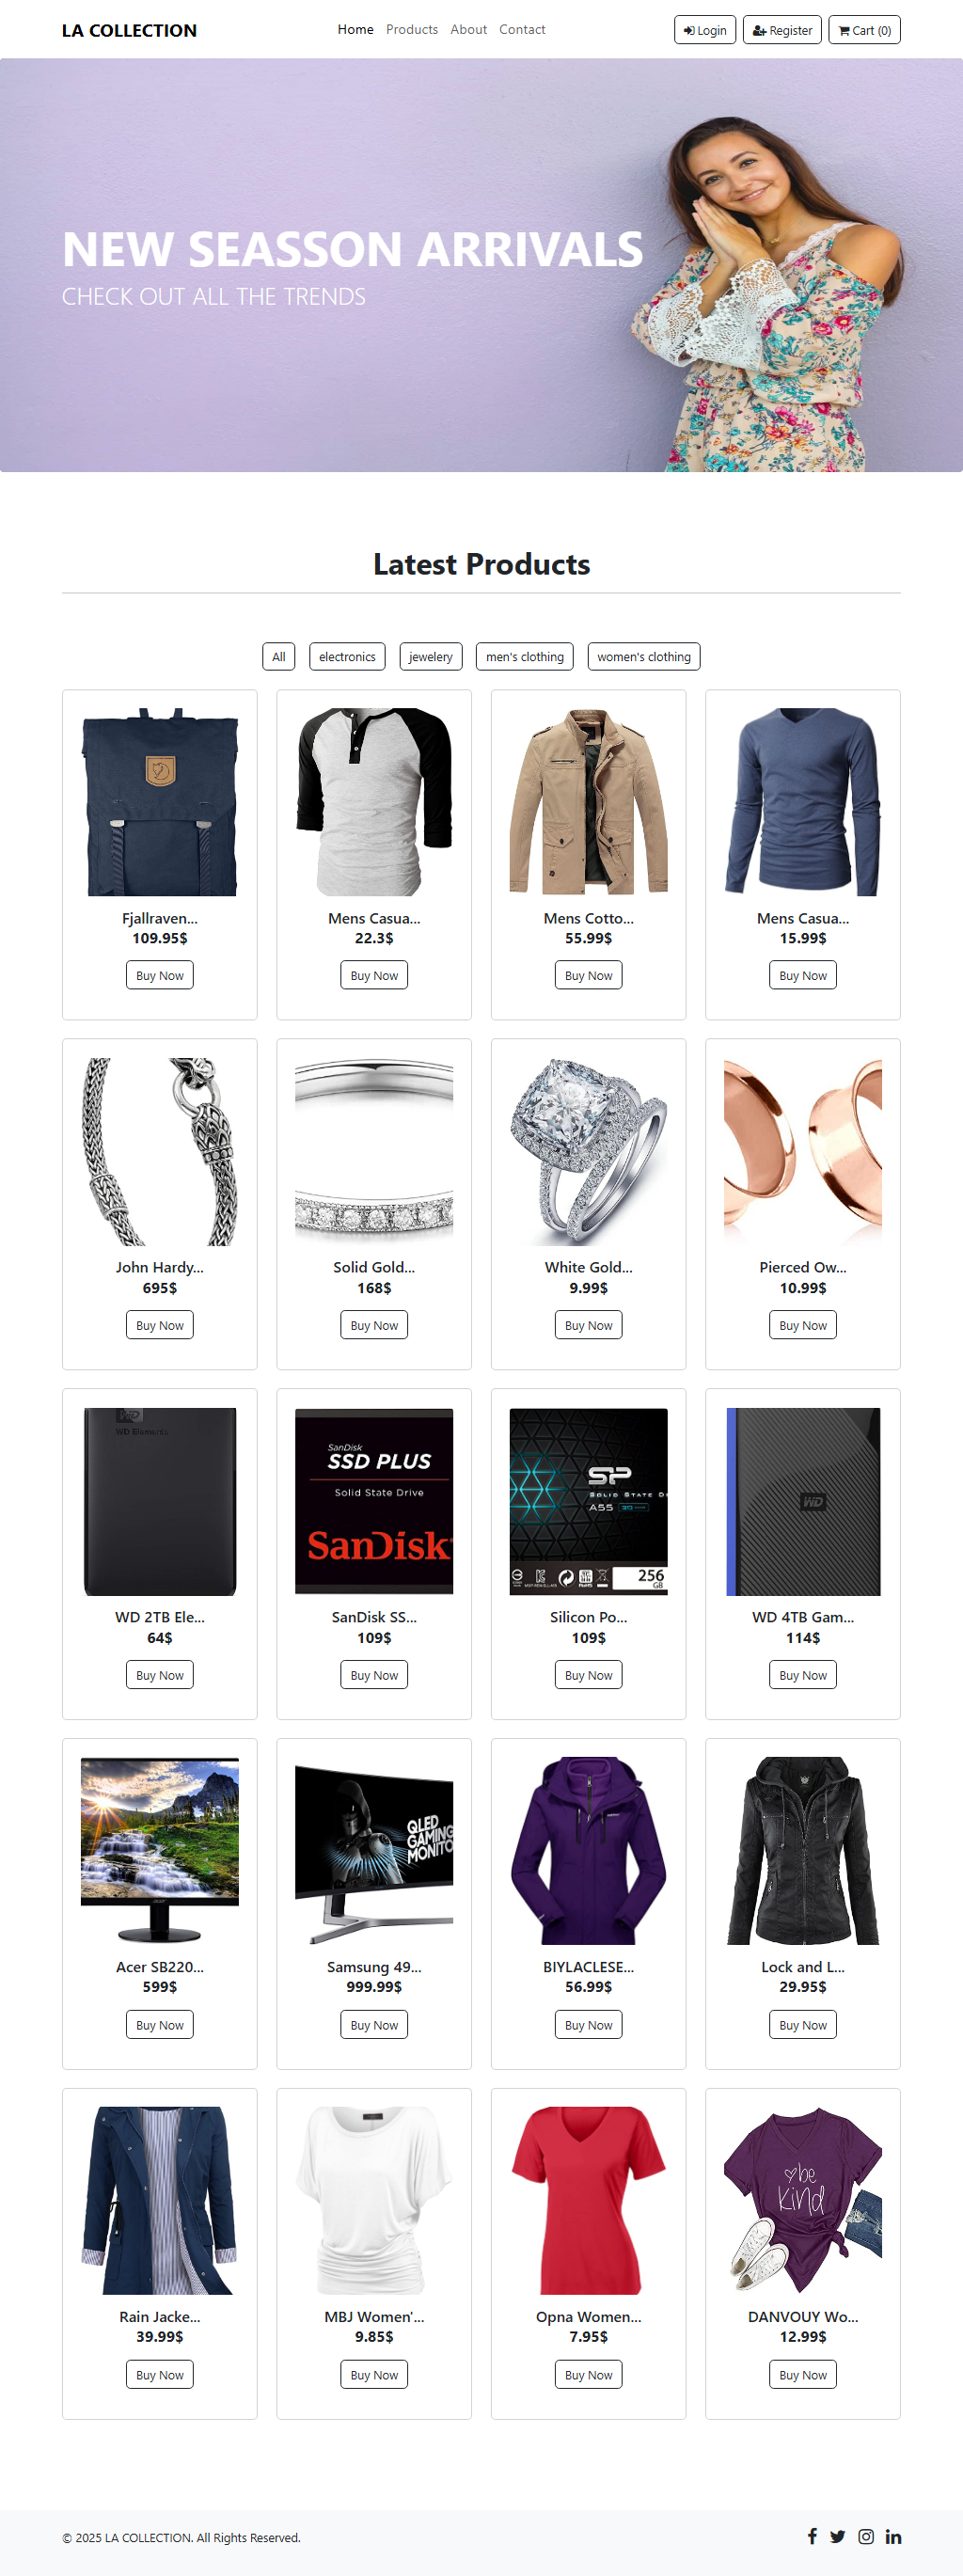 LA COLLECTION
Home Products About Contact
Login Register Cart (0)
NEW SEASSON ARRIVALS
CHECK OUT ALL THE TRENDS
Latest Products
All electronics jewelery men's clothing women's clothing
Fjallraven... Mens Casua... Mens Cotto... Mens Casua...
109.95$ 22.3$ 55.99$ 15.99$
Buy Now Buy Now Buy Now Buy Now
John Hardy... Solid Gold... White Gold... Pierced Ow...
695$ 168$ 9.99$ 10.99$
Buy Now Buy Now Buy Now Buy Now
WD
WD Elements
SanDisk
SSD PLUS
Solid State Drive
SanDisk
SP
SOLID STATE D
A55
256
GB
WD
WD 2TB Ele... SanDisk SS... Silicon Po... WD 4TB Gam...
64$ 109$ 109$ 114$
Buy Now Buy Now Buy Now Buy Now
acer
QLED
GAMING
MONITO
Acer SB220... Samsung 49... BIYLACLESE... Lock and L...
599$ 999.99$ 56.99$ 29.95$
Buy Now Buy Now Buy Now Buy Now
be
kind
Rain Jacke... MBJ Women'... Opna Women... DANVOUY Wo...
39.99$ 9.85$ 7.95$ 12.99$
Buy Now Buy Now Buy Now Buy Now
© 2025 LA COLLECTION. All Rights Reserved.